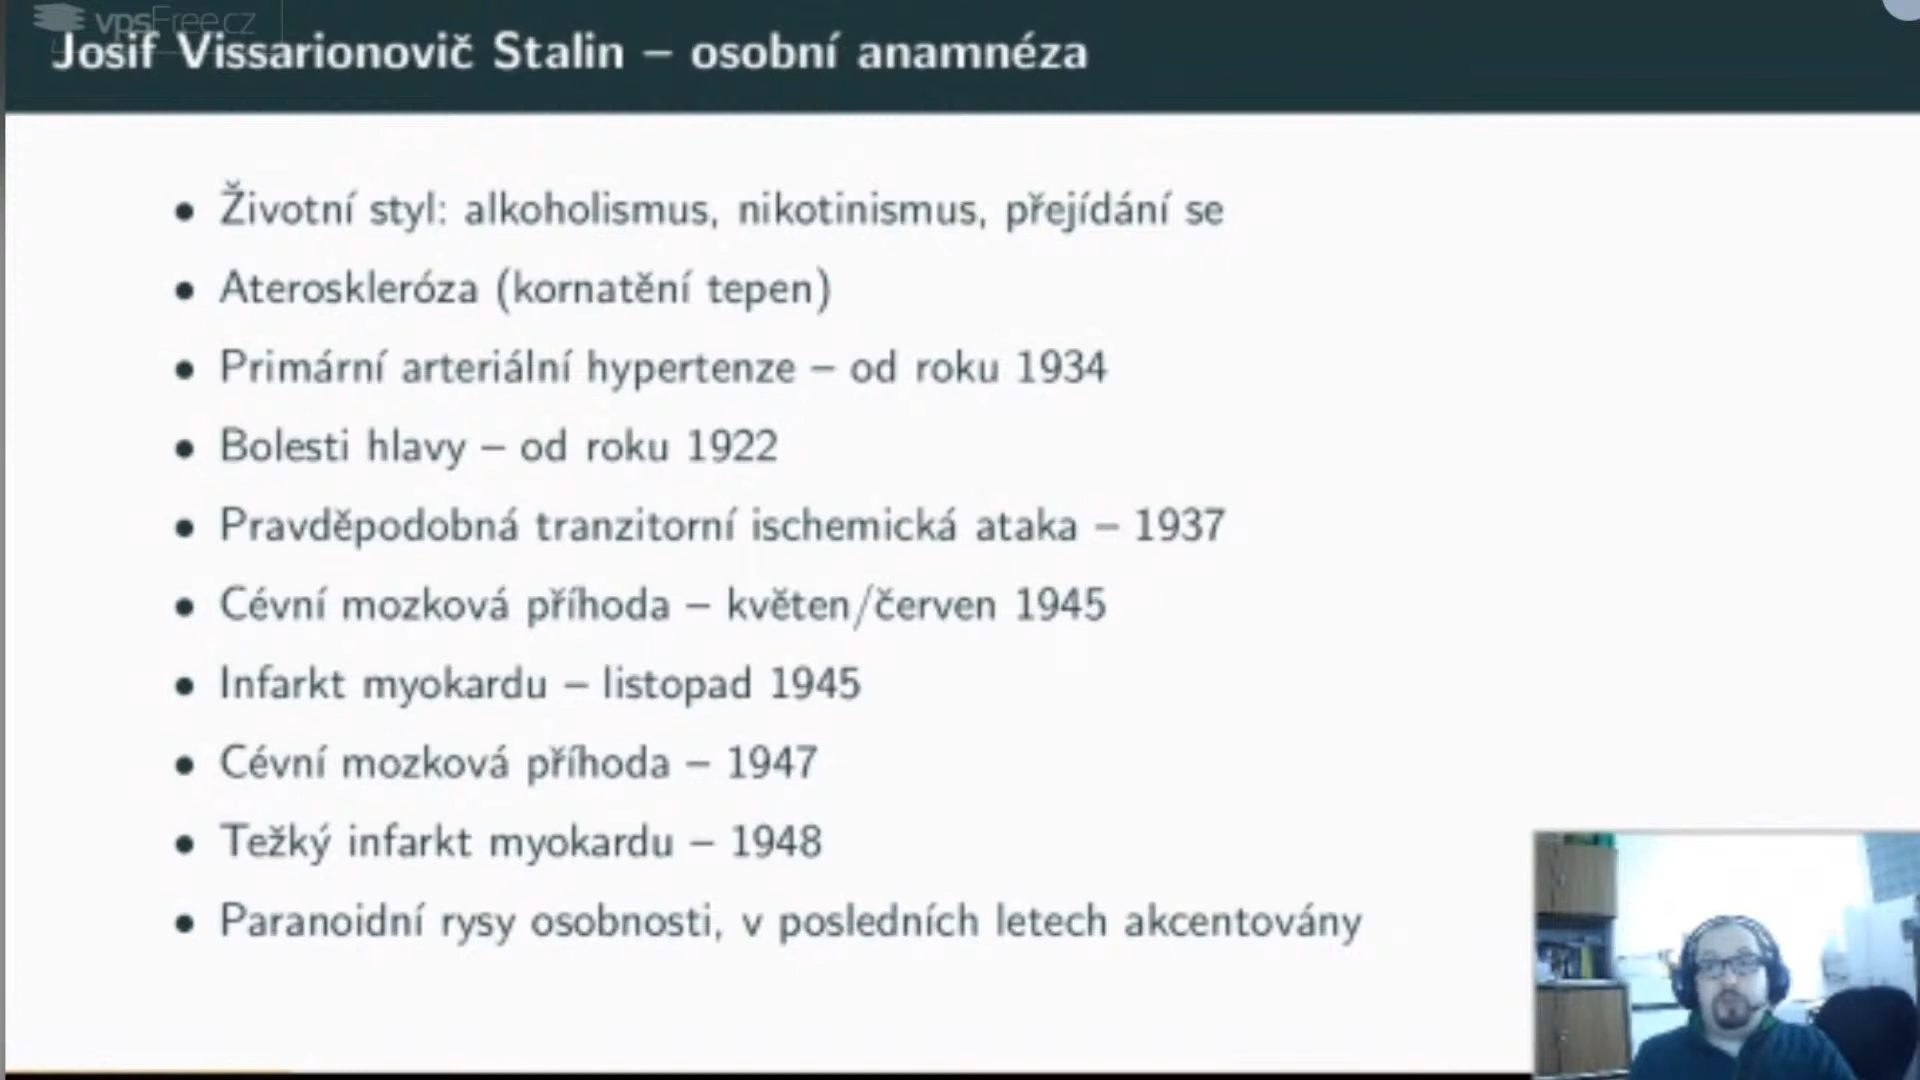 vpsFree.cz
Josif Vissarionovič Stalin – osobní anamnéza
• Životní styl: alkoholismus, nikotinismus, přejídání se
• Ateroskleróza (kornatění tepen)
• Primární arteriální hypertenze – od roku 1934
• Bolesti hlavy – od roku 1922
• Pravděpodobná tranzitorní ischemická ataka – 1937
• Cévní mozková příhoda – květen/červen 1945
• Infarkt myokardu – listopad 1945
• Cévní mozková příhoda – 1947
• Težký infarkt myokardu – 1948
• Paranoidní rysy osobnosti, v posledních letech akcentovány